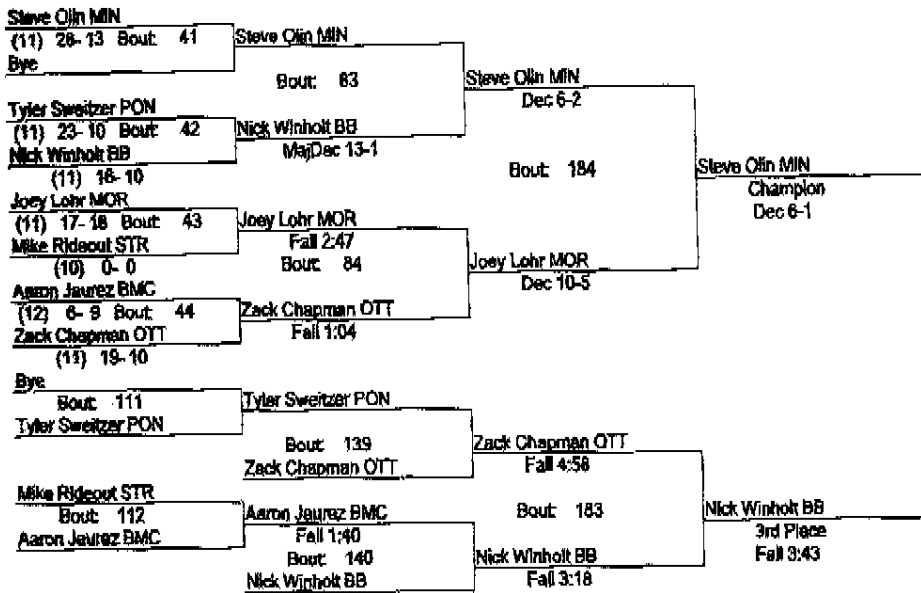 Steve Olin MIN
(11) 26-13 Bout: 41
Bye
Steve Olin MIN
Bout: 83
Tyler Sweitzer PON
(11) 23-10 Bout: 42
Nick Winholt BB
(11) 16-10
Nick Winholt BB
MajDec 13-1
Steve Olin MIN
Dec 6-2
Bout: 184
Joey Lohr MOR
(11) 17-18 Bout: 43
Mike Rideout STR
(10) 0-0
Joey Lohr MOR
Fall 2:47
Bout: 84
Aaron Jaurez BMC
(12) 6-9 Bout: 44
Zack Chapman OTT
(11) 19-10
Zack Chapman OTT
Fall 1:04
Joey Lohr MOR
Dec 10-5
Steve Olin MIN
Champion
Dec 6-1
Bye
Bout: 111
Tyler Sweitzer PON
Tyler Sweitzer PON
Bout: 139
Zack Chapman OTT
Zack Chapman OTT
Fall 4:58
Bout: 183
Mike Rideout STR
Bout: 112
Aaron Jaurez BMC
Aaron Jaurez BMC
Fall 1:40
Bout: 140
Nick Winholt BB
Nick Winholt BB
Fall 3:18
Nick Winholt BB
3rd Place
Fall 3:43